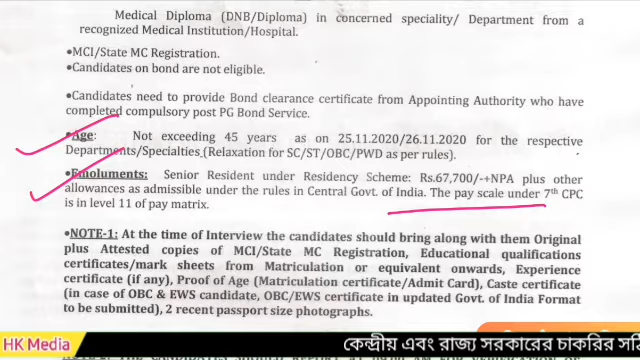 Medical Diploma (DNB/Diploma) in concerned speciality/ Department from
a recognized Medical Institution/Hospital.
•MCI/State MC Registration.
•Candidates on bond are not eligible.
•Candidates need to provide Bond clearance certificate from Appointing Authority who have
completed compulsory post PG Bond Service.
•Age: Not exceeding 45 years as on 25.11.2020/26.11.2020 for the respective
Departments/Specialties (Relaxation for SC/ST/OBC/PWD as per rules).
•Emoluments: Senior Resident under Residency Scheme: Rs.67,700/-+NPA plus other
allowances as admissible under the rules in Central Govt. of India. The pay scale under 7th CPC
is in level 11 of pay matrix.
•NOTE-1: At the time of Interview the candidates should bring along with them Original
plus Attested copies of MCI/State MC Registration, Educational qualifications
certificates/mark sheets from Matriculation or equivalent onwards, Experience
certificate (if any), Proof of Age (Matriculation certificate/Admit Card), Caste certificate
(in case of OBC & EWS candidate, OBC/EWS certificate in updated Govt. of India Format
to be submitted), 2 recent passport size photographs.
HK Media
কেন্দ্রীয় এবং রাজ্য সরকারের চাকরির